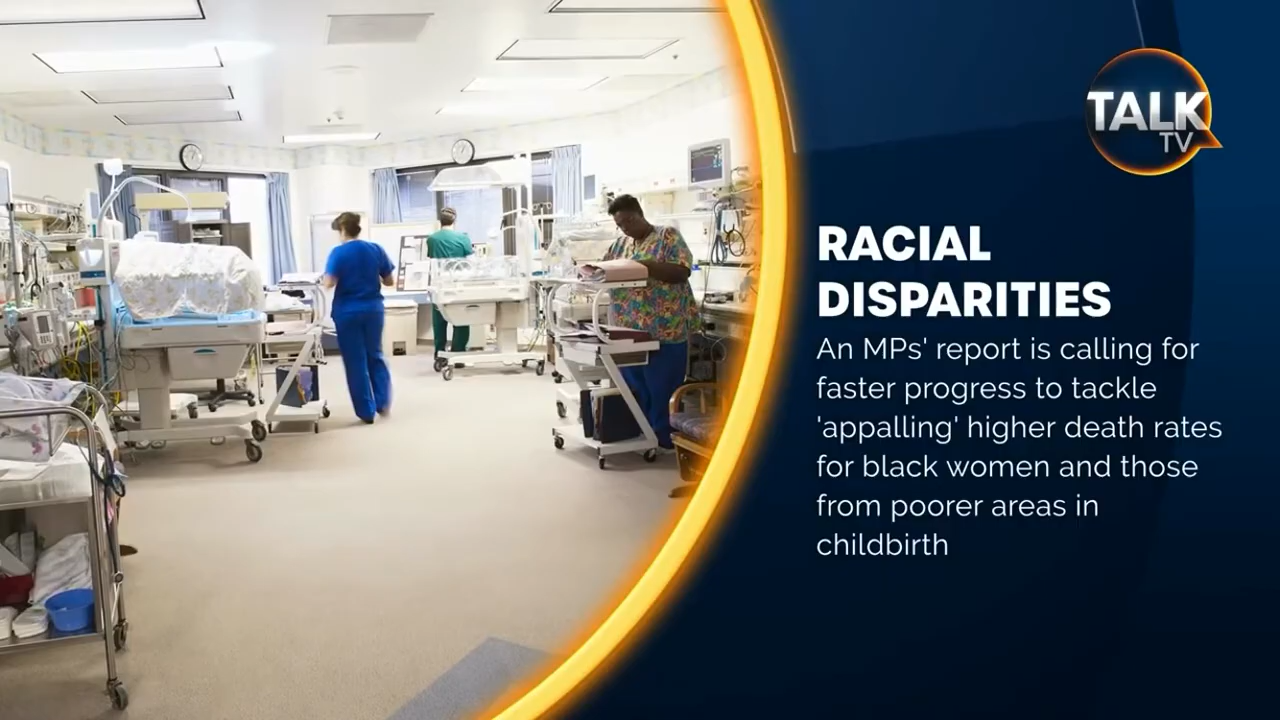 TALK
TV
RACIAL
DISPARITIES
An MPs' report is calling for
faster progress to tackle
'appalling' higher death rates
for black women and those
from poorer areas in
childbirth